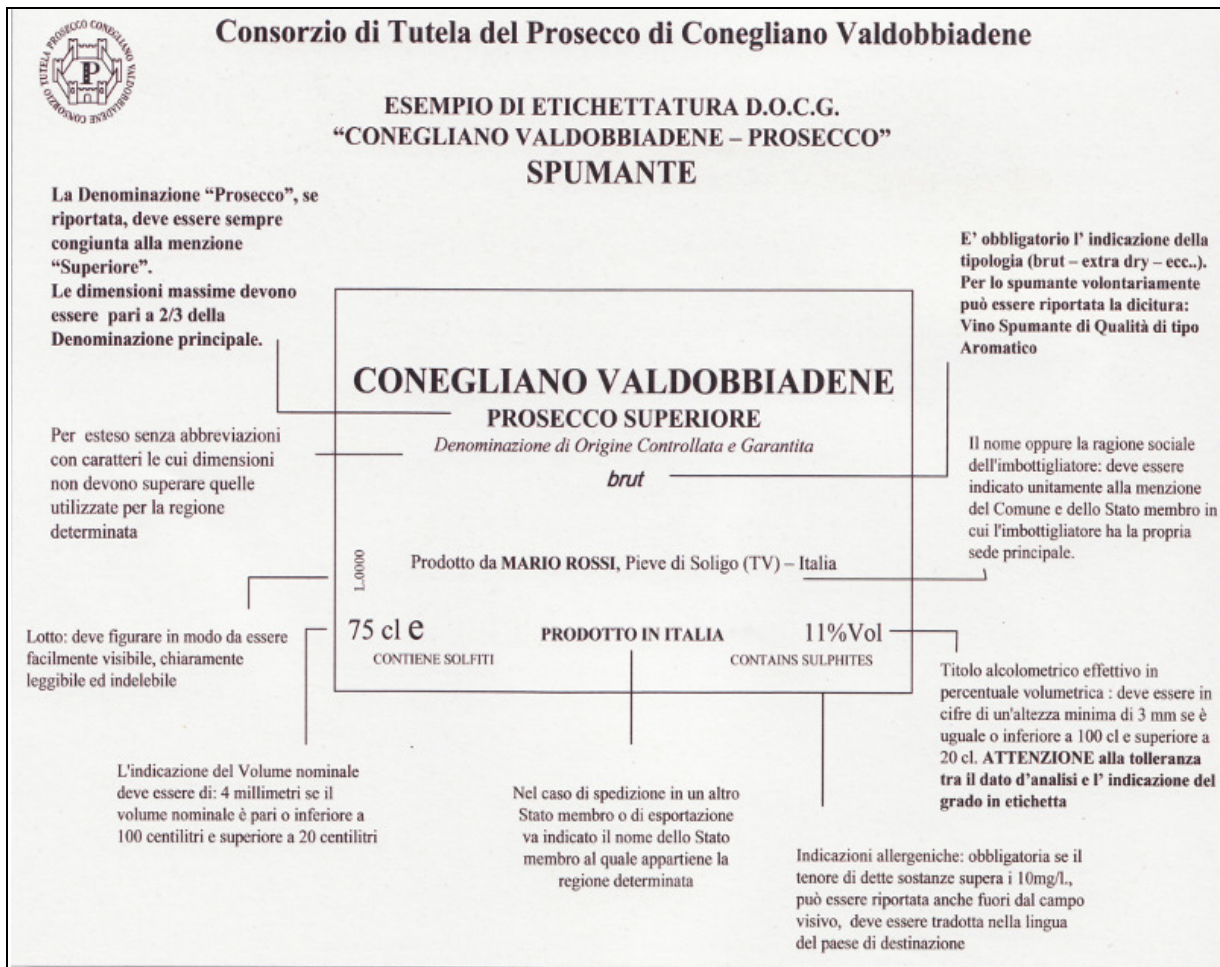 CONSORZIO TUTELA PROSECCO CONEGLIANO VALDOBBIADENE
P
Consorzio di Tutela del Prosecco di Conegliano Valdobbiadene
ESEMPIO DI ETICHETTATURA D.O.C.G.
“CONEGLIANO VALDOBBIADENE – PROSECCO”
SPUMANTE
La Denominazione “Prosecco”, se
riportata, deve essere sempre
congiunta alla menzione
“Superiore”.
Le dimensioni massime devono
essere pari a 2/3 della
Denominazione principale.
E’ obbligatorio l’ indicazione della
tipologia (brut – extra dry – ecc..).
Per lo spumante volontariamente
può essere riportata la dicitura:
Vino Spumante di Qualità di tipo
Aromatico
CONEGLIANO VALDOBBIADENE
PROSECCO SUPERIORE
Denominazione di Origine Controllata e Garantita
brut
Per esteso senza abbreviazioni
con caratteri le cui dimensioni
non devono superare quelle
utilizzate per la regione
determinata
Il nome oppure la ragione sociale
dell'imbottigliatore: deve essere
indicato unitamente alla menzione
del Comune e dello Stato membro in
cui l'imbottigliatore ha la propria
sede principale.
L.0000
Prodotto da MARIO ROSSI, Pieve di Soligo (TV) – Italia
75 cl e
PRODOTTO IN ITALIA
11%Vol
CONTIENE SOLFITI
CONTAINS SULPHITES
Lotto: deve figurare in modo da essere
facilmente visibile, chiaramente
leggibile ed indelebile
Titolo alcolometrico effettivo in
percentuale volumetrica : deve essere in
cifre di un'altezza minima di 3 mm se è
uguale o inferiore a 100 cl e superiore a
20 cl. ATTENZIONE alla tolleranza
tra il dato d’analisi e l’ indicazione del
grado in etichetta
L'indicazione del Volume nominale
deve essere di: 4 millimetri se il
volume nominale è pari o inferiore a
100 centilitri e superiore a 20 centilitri
Nel caso di spedizione in un altro
Stato membro o di esportazione
va indicato il nome dello Stato
membro al quale appartiene la
regione determinata
Indicazioni allergeniche: obbligatoria se il
tenore di dette sostanze supera i 10mg/l.,
può essere riportata anche fuori dal campo
visivo, deve essere tradotta nella lingua
del paese di destinazione